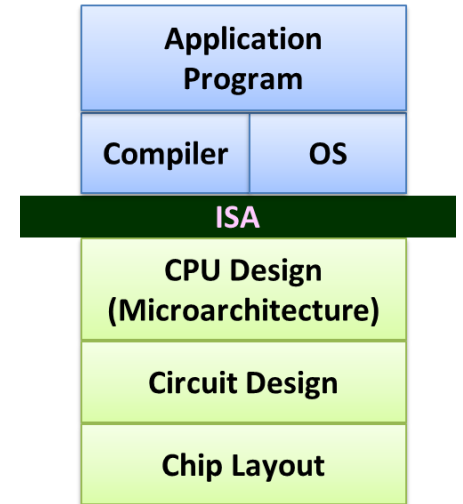 Application
Program
Compiler
OS
ISA
CPU Design
(Microarchitecture)
Circuit Design
Chip Layout